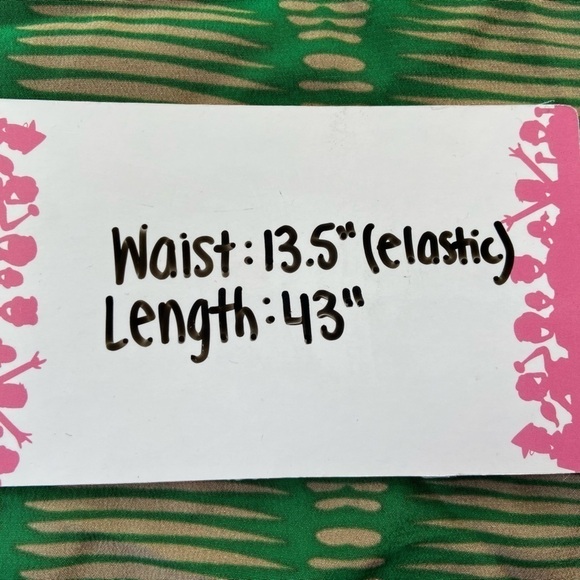 Waist: 13.5" (elastic)
Length: 43"